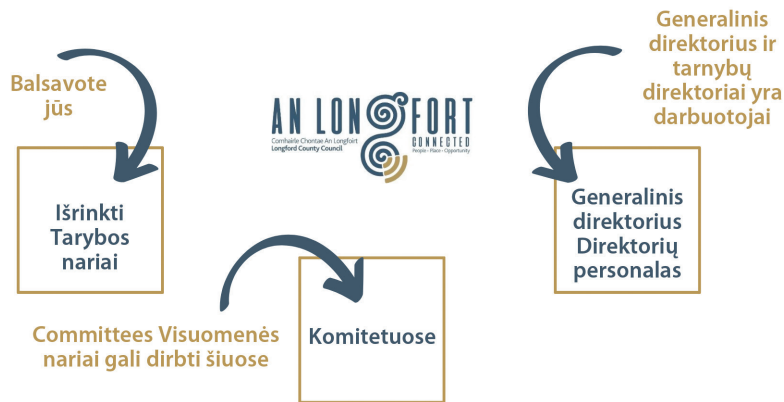 Balsavote
jūs
Išrinkti
Tarybos
nariai
AN LONGFORT
Comhairle Chontae An Longfoirt
Longford County Council
CONNECTED
People - Place - Opportunity
Generalinis
direktorius ir
tarnybų
direktoriai yra
darbuotojai
Generalinis
direktorius
Direktorių
personalas
Committees Visuomenės
nariai gali dirbti šiuose
Komitetuose